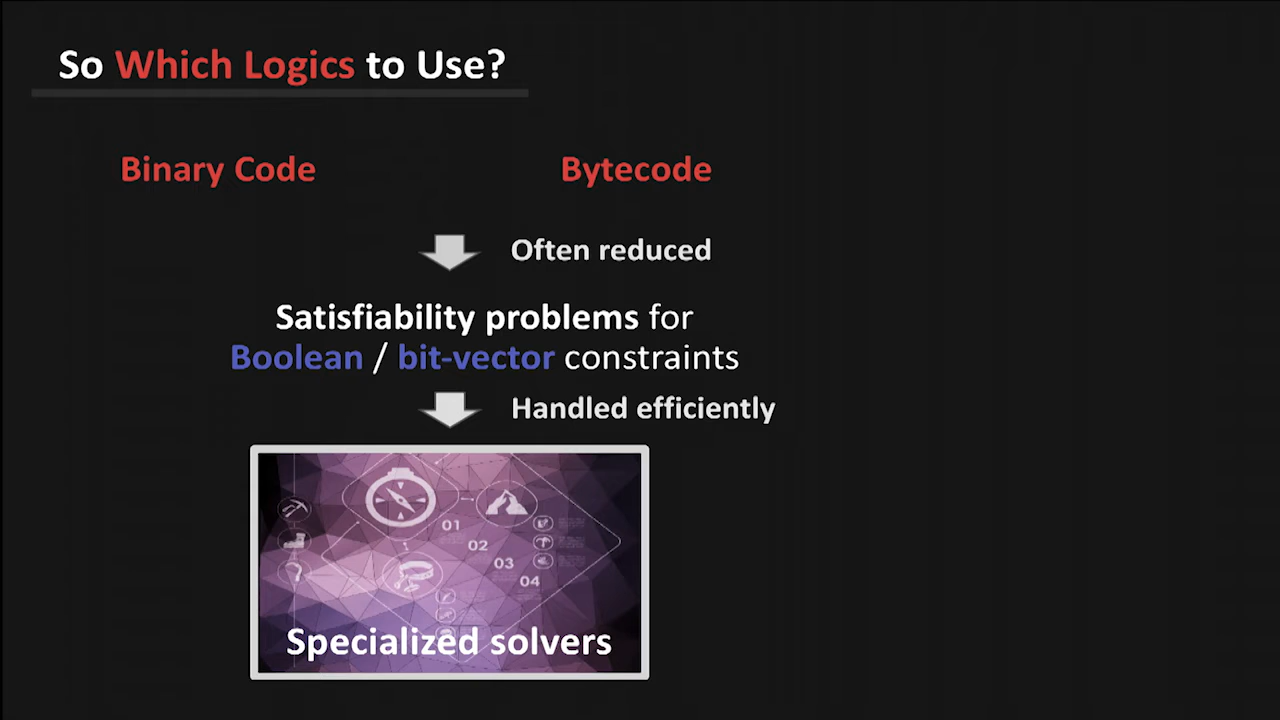 So Which Logics to Use?
Binary Code
Bytecode
Often reduced
Satisfiability problems for
Boolean / bit-vector constraints
Handled efficiently
01
02
03
04
Specialized solvers